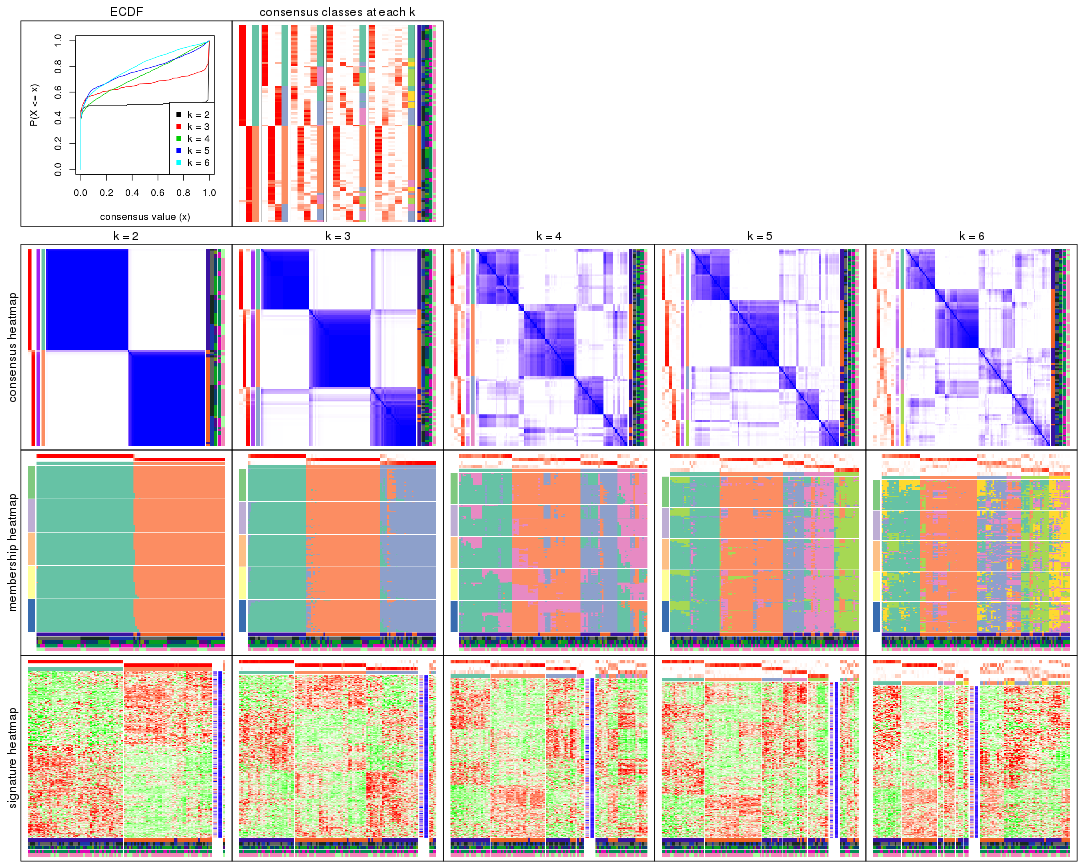 ECDF
consensus classes at each k
P(X <= x)
0.0 0.2 0.4 0.6 0.8 1.0
k = 2
k = 3
k = 4
k = 5
k = 6
0.0 0.2 0.4 0.6 0.8 1.0
consensus value (x)
k = 2
k = 3
k = 4
k = 5
k = 6
consensus heatmap
membership heatmap
signature heatmap